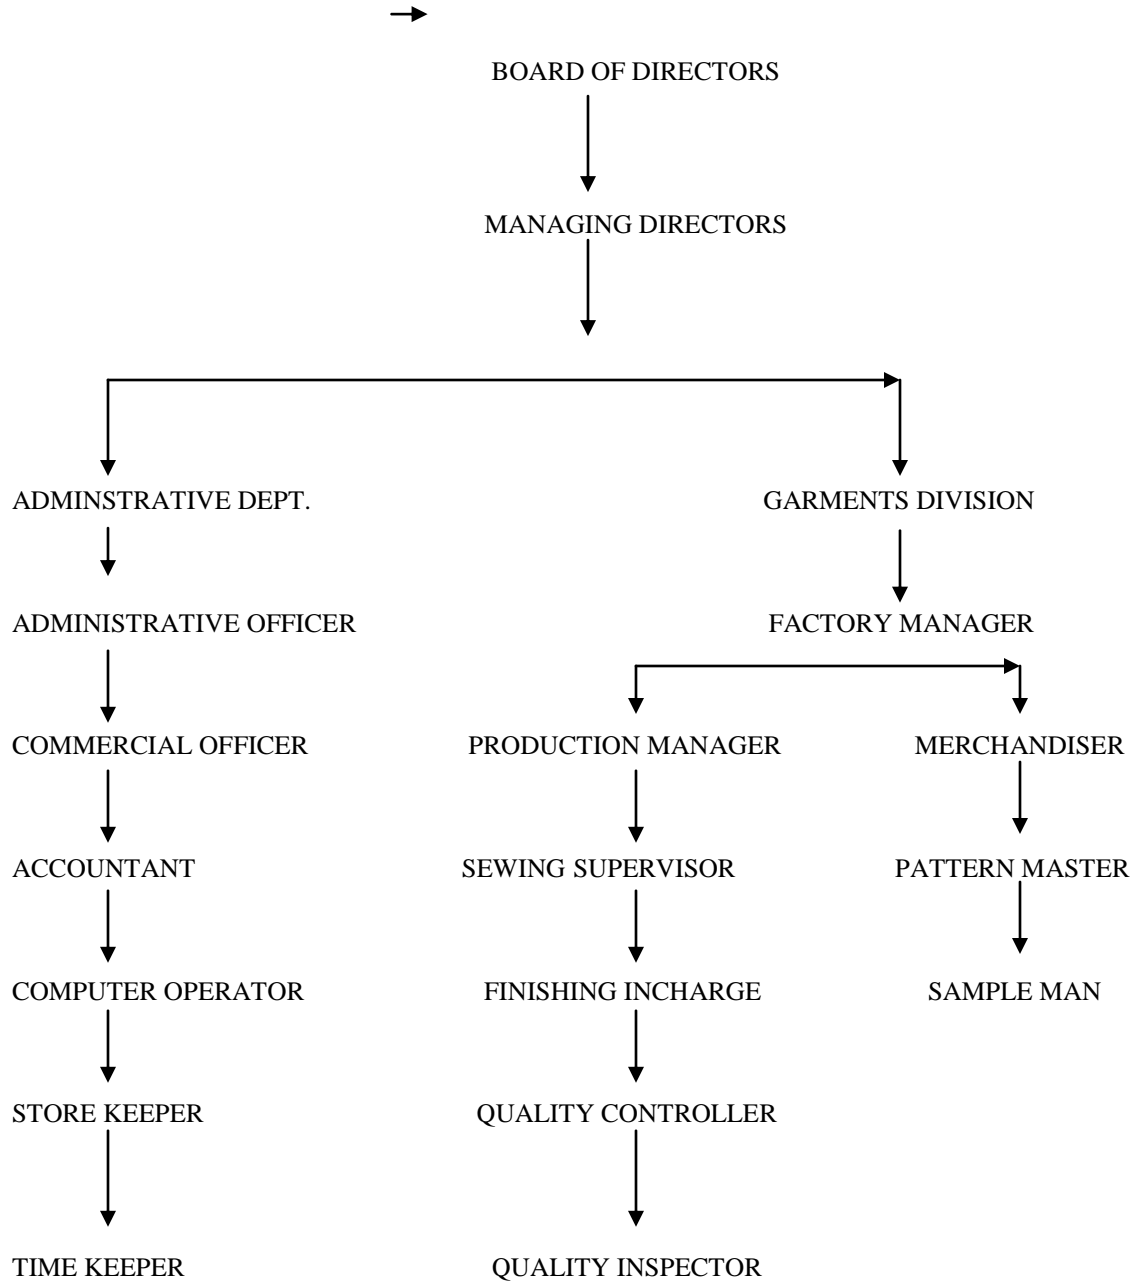 BOARD OF DIRECTORS
MANAGING DIRECTORS
ADMINSTRATIVE DEPT. GARMENTS DIVISION
ADMINISTRATIVE OFFICER FACTORY MANAGER
COMMERCIAL OFFICER PRODUCTION MANAGER MERCHANDISER
ACCOUNTANT SEWING SUPERVISOR PATTERN MASTER
COMPUTER OPERATOR FINISHING INCHARGE SAMPLE MAN
STORE KEEPER QUALITY CONTROLLER
TIME KEEPER QUALITY INSPECTOR